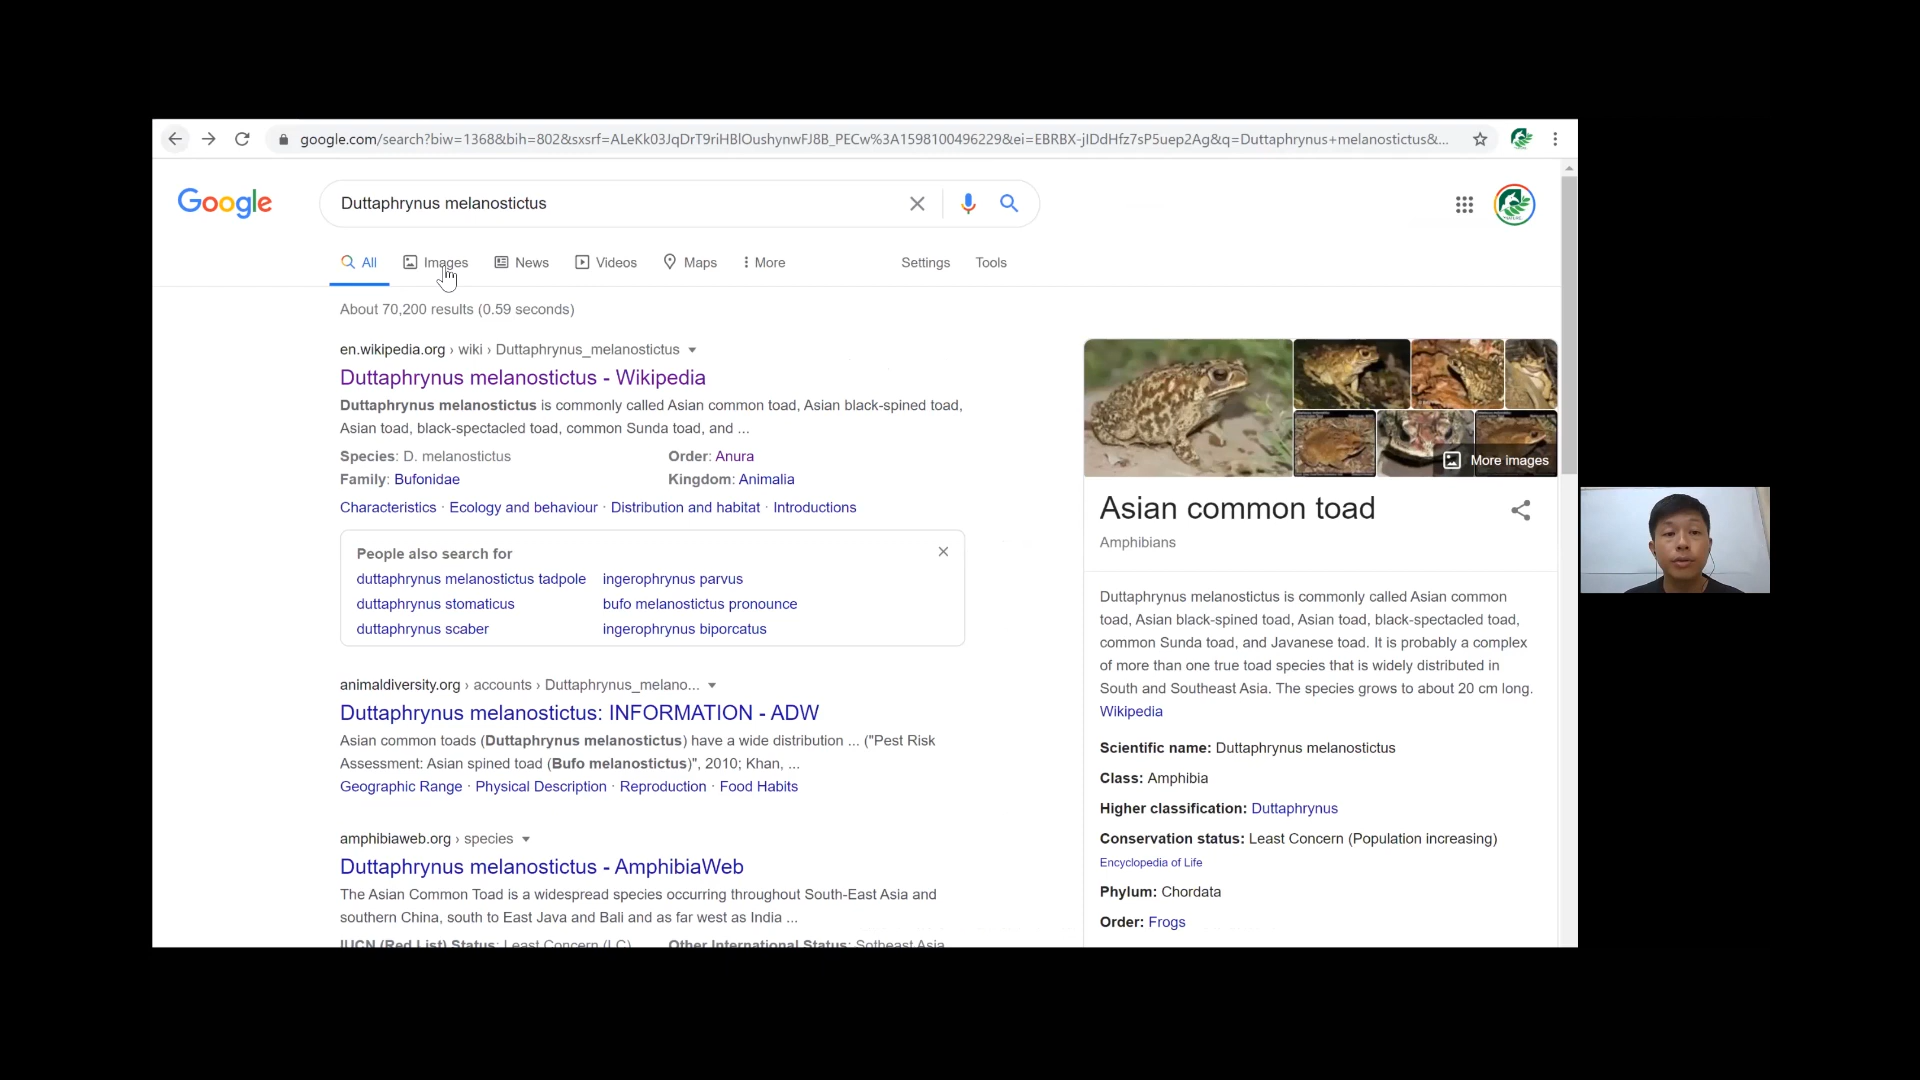 google.com/search?biw=1368&bih=802&sxsrf=ALeKk03JqDrT9riHBlOushynwFJ8B_PECw%3A1598100496229&ei=EBRBX-jIDdHfz7sP5uep2Ag&q=Duttaphrynus+melanostictus&...
Google
Duttaphrynus melanostictus
All Images News Videos Maps More Settings Tools
About 70,200 results (0.59 seconds)
en.wikipedia.org › wiki › Duttaphrynus_melanostictus
Duttaphrynus melanostictus - Wikipedia
Duttaphrynus melanostictus is commonly called Asian common toad, Asian black-spined toad,
Asian toad, black-spectacled toad, common Sunda toad, and ...
Species: D. melanostictus Order: Anura
Family: Bufonidae Kingdom: Animalia
Characteristics · Ecology and behaviour · Distribution and habitat · Introductions
People also search for
duttaphrynus melanostictus tadpole ingerophrynus parvus
duttaphrynus stomaticus bufo melanostictus pronounce
duttaphrynus scaber ingerophrynus biporcatus
animaldiversity.org › accounts › Duttaphrynus_melano...
Duttaphrynus melanostictus: INFORMATION - ADW
Asian common toads (Duttaphrynus melanostictus) have a wide distribution ... ("Pest Risk
Assessment: Asian spined toad (Bufo melanostictus)", 2010; Khan, ...
Geographic Range · Physical Description · Reproduction · Food Habits
amphibiaweb.org › species
Duttaphrynus melanostictus - AmphibiaWeb
The Asian Common Toad is a widespread species occurring throughout South-East Asia and
southern China, south to East Java and Bali and as far west as India ...
IUCN (Red List) Status: Least Concern (LC) Other International Status: Sotheast Asia
More images
Asian common toad
Amphibians
Duttaphrynus melanostictus is commonly called Asian common
toad, Asian black-spined toad, Asian toad, black-spectacled toad,
common Sunda toad, and Javanese toad. It is probably a complex
of more than one true toad species that is widely distributed in
South and Southeast Asia. The species grows to about 20 cm long.
Wikipedia
Scientific name: Duttaphrynus melanostictus
Class: Amphibia
Higher classification: Duttaphrynus
Conservation status: Least Concern (Population increasing)
Encyclopedia of Life
Phylum: Chordata
Order: Frogs